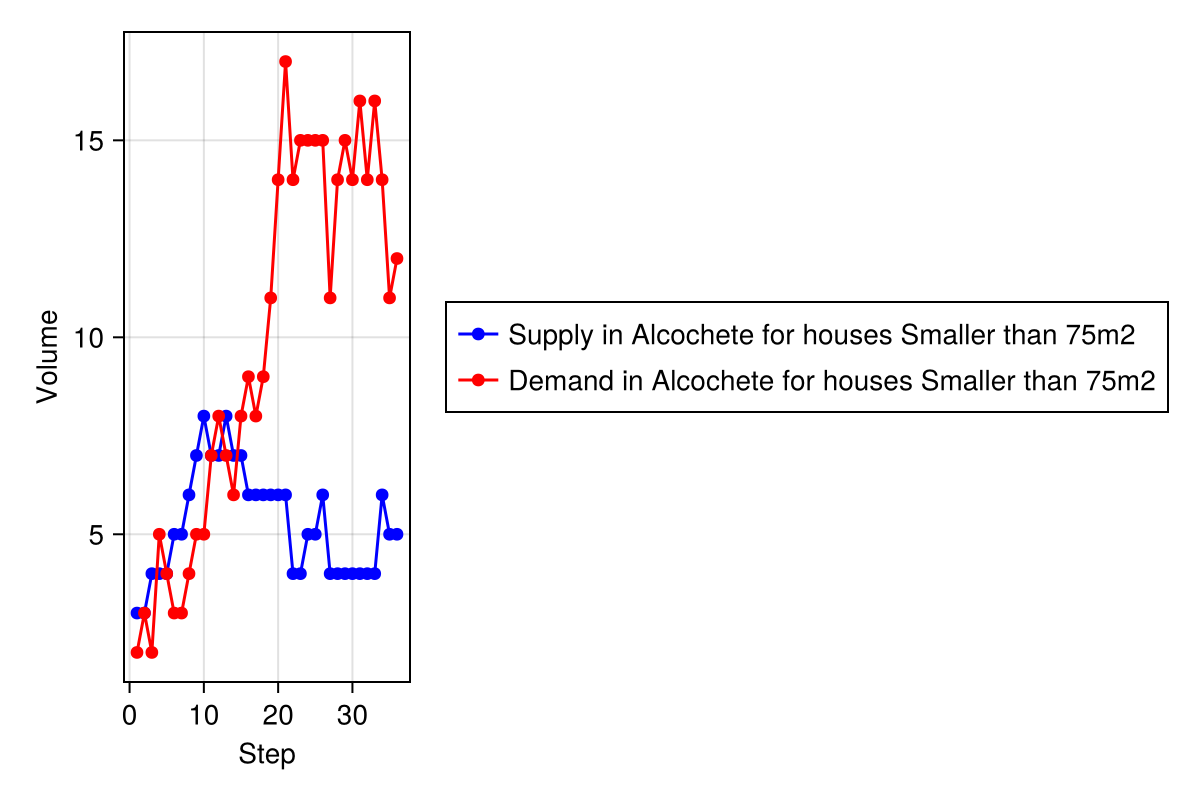 15
10
5
Volume
0 10 20 30
Step
Supply in Alcochete for houses Smaller than 75m2
Demand in Alcochete for houses Smaller than 75m2